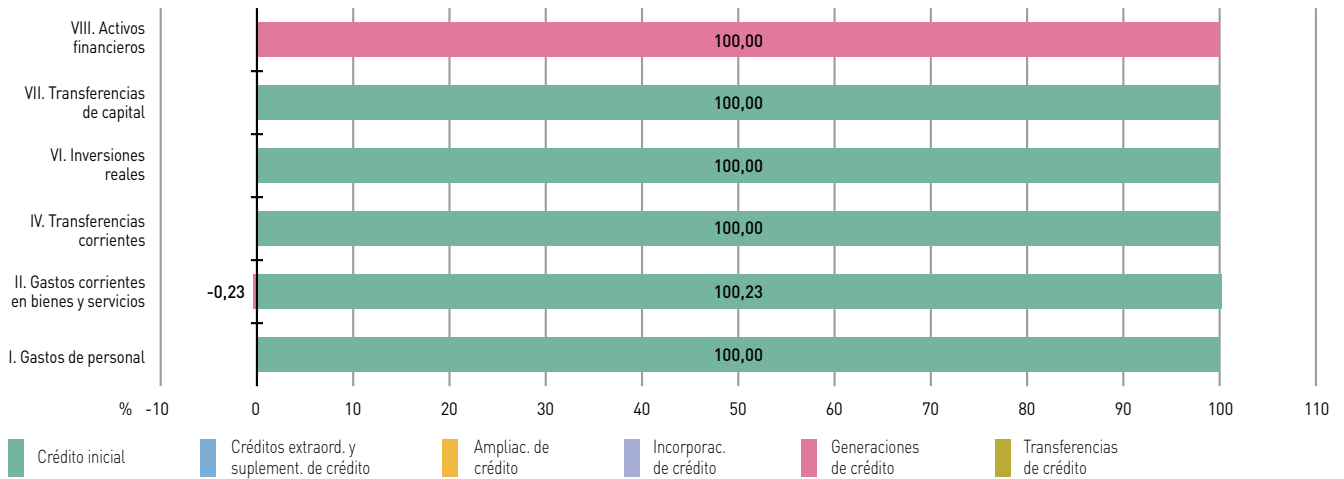 VIII. Activos
financieros
100,00
VII. Transferencias
de capital
100,00
VI. Inversiones
reales
100,00
IV. Transferencias
corrientes
100,00
II. Gastos corrientes
en bienes y servicios
-0,23
100,23
I. Gastos de personal
100,00
% -10 0 10 20 30 40 50 60 70 80 90 100 110
Crédito inicial
Créditos extraord. y
suplement. de crédito
Ampliac. de
crédito
Incorporac.
de crédito
Generaciones
de crédito
Transferencias
de crédito